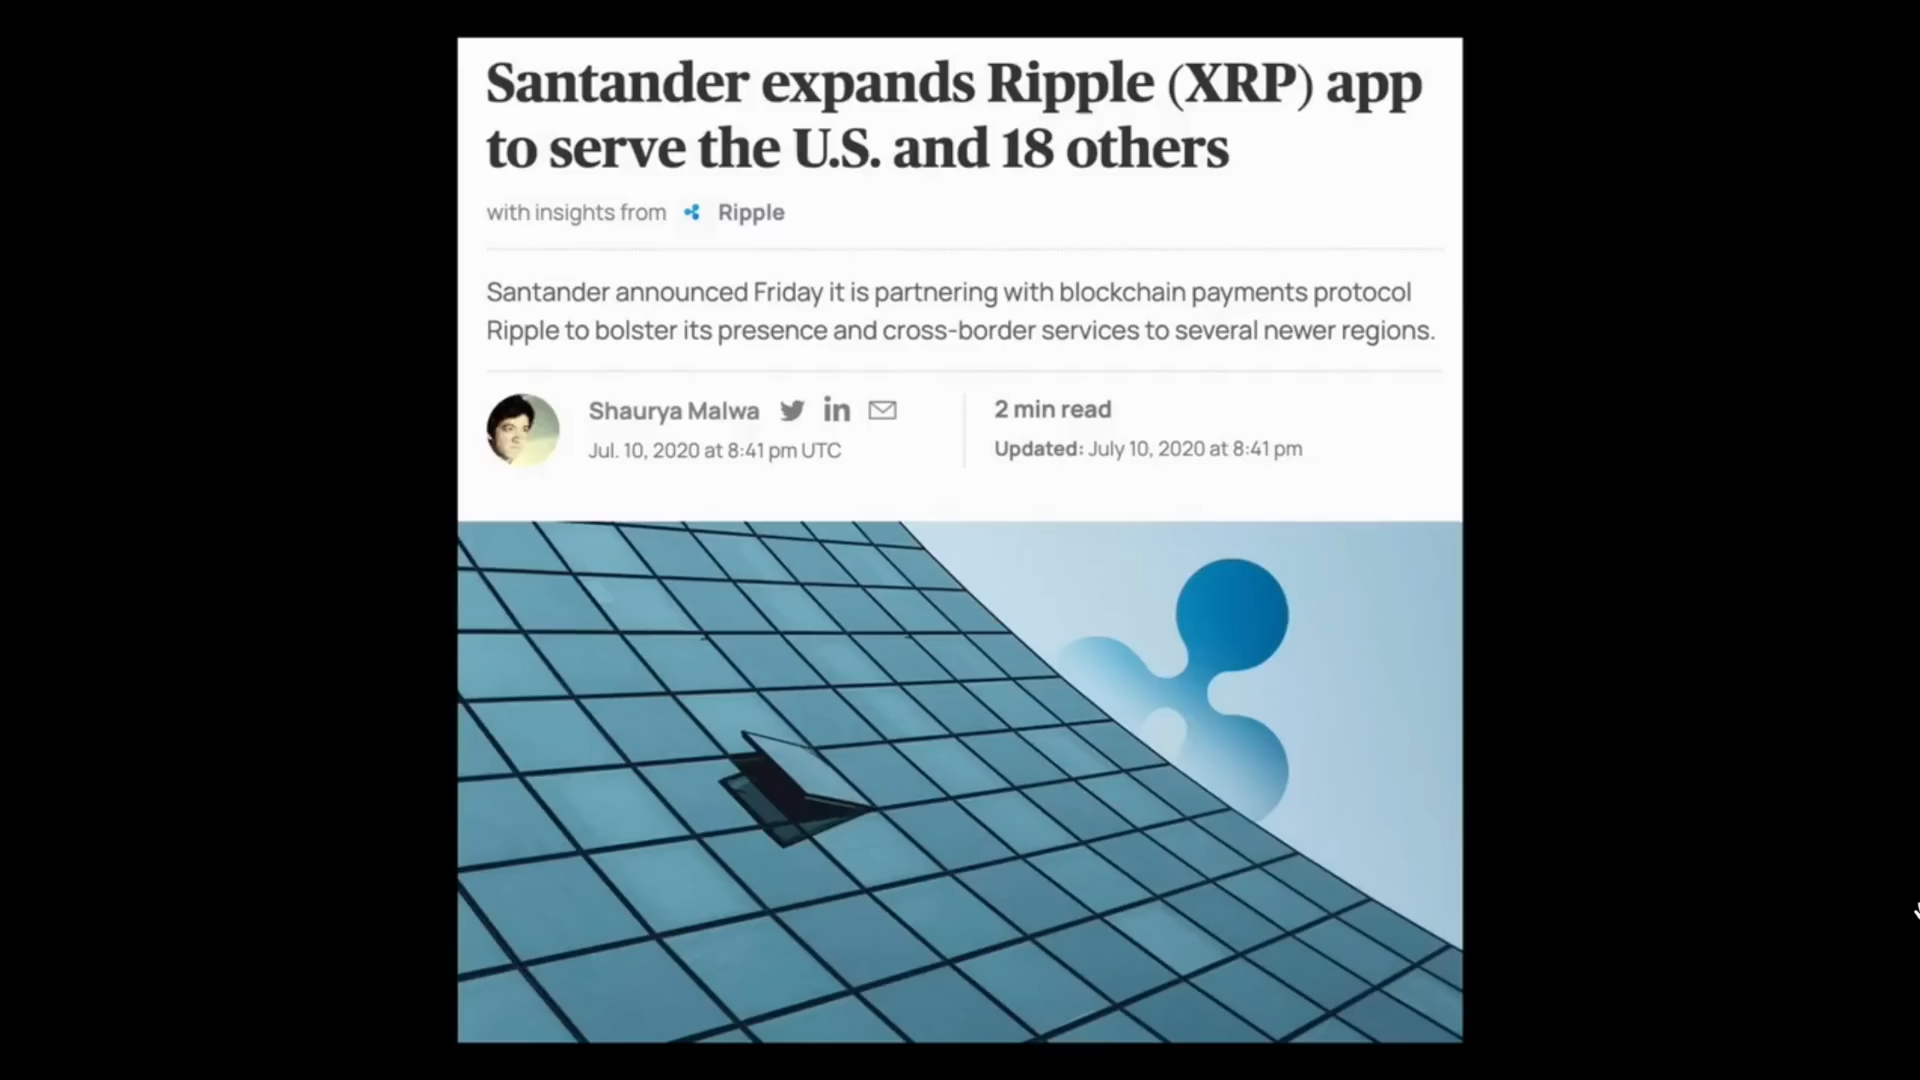 Santander expands Ripple (XRP) app
to serve the U.S. and 18 others
with insights from Ripple
Santander announced Friday it is partnering with blockchain payments protocol
Ripple to bolster its presence and cross-border services to several newer regions.
Shaurya Malwa
2 min read
Jul. 10, 2020 at 8:41 pm UTC
Updated: July 10, 2020 at 8:41 pm